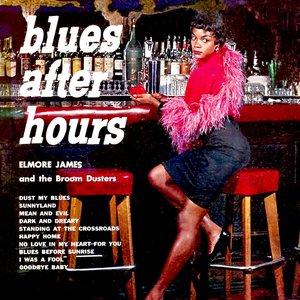 blues
after
hours
ELMORE JAMES
and the Broom Dusters
DUST MY BLUES
SUNNYLAND
MEAN AND EVIL
DARK AND DREARY
STANDING AT THE CROSSROADS
HAPPY HOME
NO LOVE IN MY HEART-FOR YOU
BLUES BEFORE SUNRISE
I WAS A FOOL
GOODBYE BABY